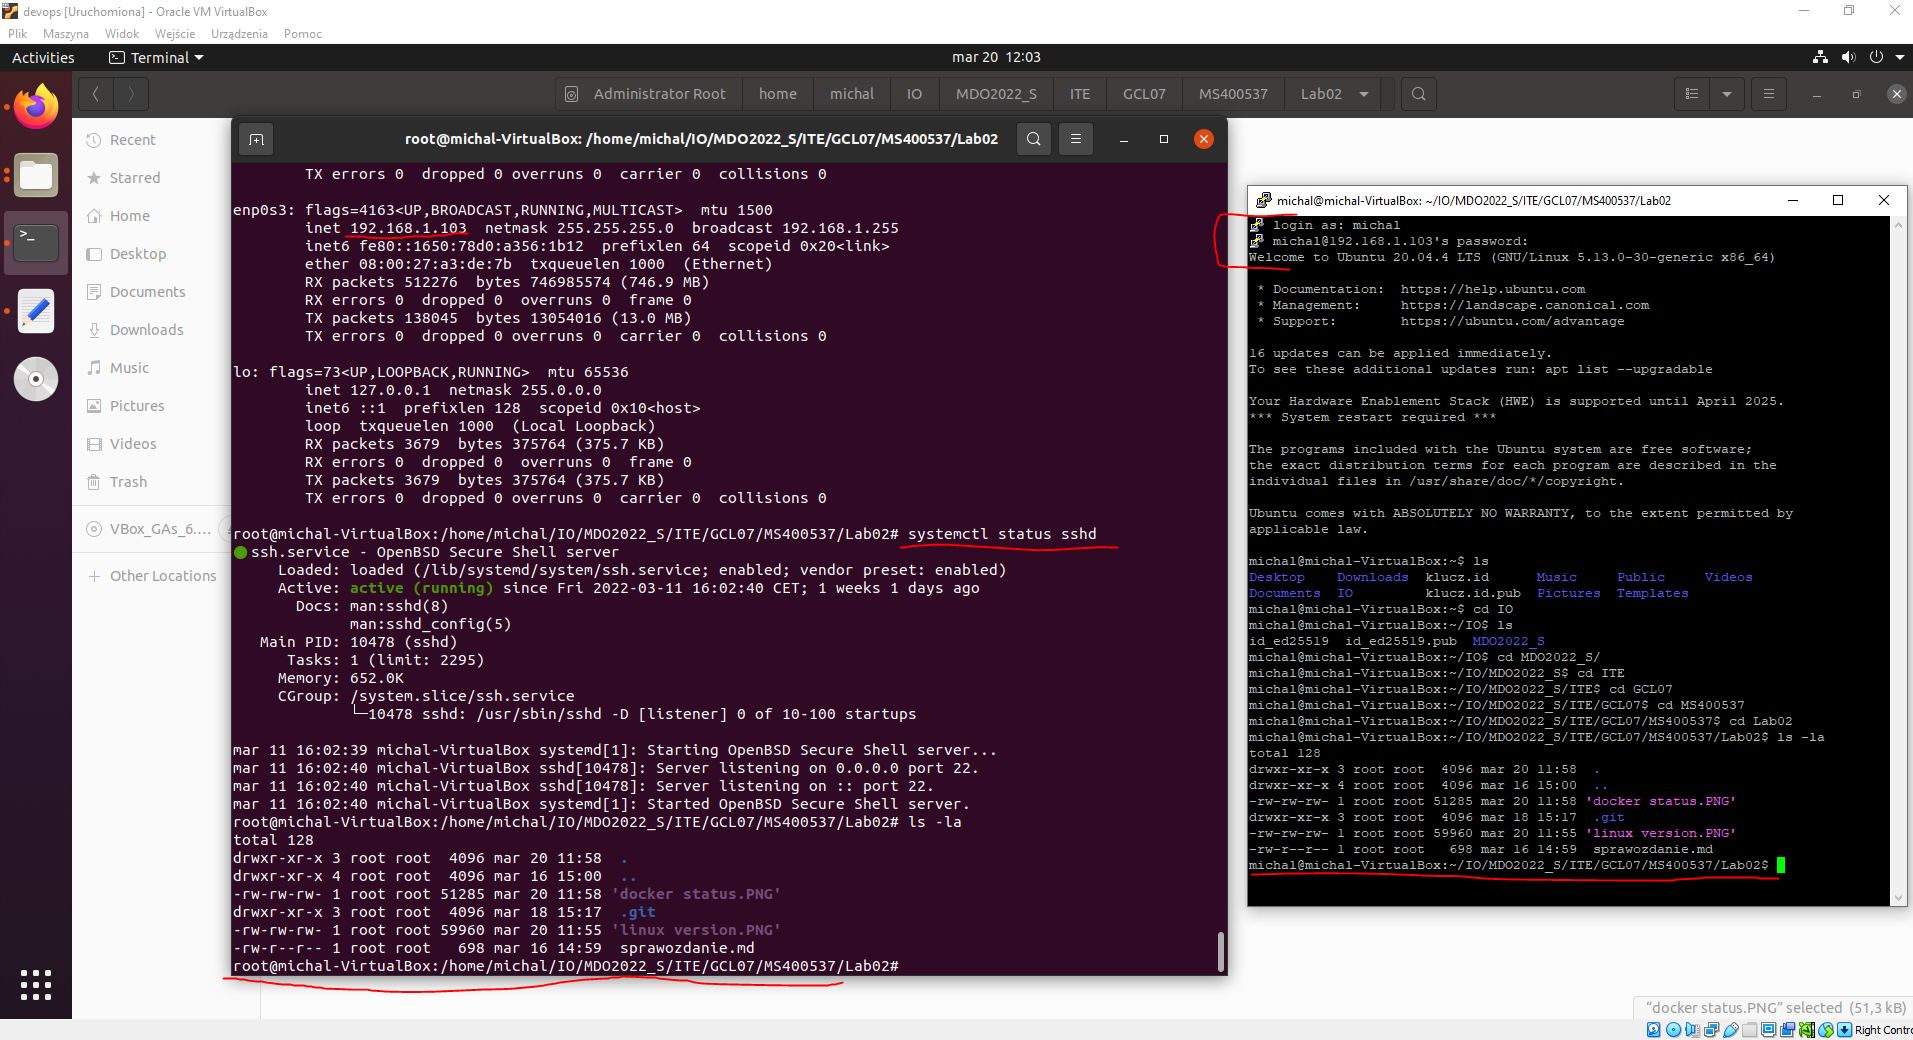 devops [Uruchomiona] - Oracle VM VirtualBox
Plik Maszyna Widok Wejście Urządzenia Pomoc
Activities Terminal mar 20 12:03
Administrator Root home michal IO MDO2022_S ITE GCL07 MS400537 Lab02
Recent
Starred
Home
Desktop
Documents
Downloads
Music
Pictures
Videos
Trash
VBox_GAs_6....
Other Locations
root@michal-VirtualBox: /home/michal/IO/MDO2022_S/ITE/GCL07/MS400537/Lab02
TX errors 0 dropped 0 overruns 0 carrier 0 collisions 0
enp0s3: flags=4163<UP,BROADCAST,RUNNING,MULTICAST> mtu 1500
inet 192.168.1.103 netmask 255.255.255.0 broadcast 192.168.1.255
inet6 fe80::1650:78d0:a356:1b12 prefixlen 64 scopeid 0x20<link>
ether 08:00:27:a3:de:7b txqueuelen 1000 (Ethernet)
RX packets 512276 bytes 746985574 (746.9 MB)
RX errors 0 dropped 0 overruns 0 frame 0
TX packets 138045 bytes 13054016 (13.0 MB)
TX errors 0 dropped 0 overruns 0 carrier 0 collisions 0
lo: flags=73<UP,LOOPBACK,RUNNING> mtu 65536
inet 127.0.0.1 netmask 255.0.0.0
inet6 ::1 prefixlen 128 scopeid 0x10<host>
loop txqueuelen 1000 (Local Loopback)
RX packets 3679 bytes 375764 (375.7 KB)
RX errors 0 dropped 0 overruns 0 frame 0
TX packets 3679 bytes 375764 (375.7 KB)
TX errors 0 dropped 0 overruns 0 carrier 0 collisions 0
root@michal-VirtualBox:/home/michal/IO/MDO2022_S/ITE/GCL07/MS400537/Lab02# systemctl status sshd
● ssh.service - OpenBSD Secure Shell server
Loaded: loaded (/lib/systemd/system/ssh.service; enabled; vendor preset: enabled)
Active: active (running) since Fri 2022-03-11 16:02:40 CET; 1 weeks 1 days ago
Docs: man:sshd(8)
man:sshd_config(5)
Main PID: 10478 (sshd)
Tasks: 1 (limit: 2295)
Memory: 652.0K
CGroup: /system.slice/ssh.service
└─10478 sshd: /usr/sbin/sshd -D [listener] 0 of 10-100 startups
mar 11 16:02:39 michal-VirtualBox systemd[1]: Starting OpenBSD Secure Shell server...
mar 11 16:02:40 michal-VirtualBox sshd[10478]: Server listening on 0.0.0.0 port 22.
mar 11 16:02:40 michal-VirtualBox sshd[10478]: Server listening on :: port 22.
mar 11 16:02:40 michal-VirtualBox systemd[1]: Started OpenBSD Secure Shell server.
root@michal-VirtualBox:/home/michal/IO/MDO2022_S/ITE/GCL07/MS400537/Lab02# ls -la
total 128
drwxr-xr-x 3 root root 4096 mar 20 11:58 .
drwxr-xr-x 4 root root 4096 mar 16 15:00 ..
-rw-rw-rw- 1 root root 51285 mar 20 11:58 'docker status.PNG'
drwxr-xr-x 3 root root 4096 mar 18 15:17 .git
-rw-rw-rw- 1 root root 59960 mar 20 11:55 'linux version.PNG'
-rw-r--r-- 1 root root 698 mar 16 14:59 sprawozdanie.md
root@michal-VirtualBox:/home/michal/IO/MDO2022_S/ITE/GCL07/MS400537/Lab02#
michal@michal-VirtualBox: ~/IO/MDO2022_S/ITE/GCL07/MS400537/Lab02
login as: michal
michal@192.168.1.103's password:
Welcome to Ubuntu 20.04.4 LTS (GNU/Linux 5.13.0-30-generic x86_64)
* Documentation: https://help.ubuntu.com
* Management: https://landscape.canonical.com
* Support: https://ubuntu.com/advantage
16 updates can be applied immediately.
To see these additional updates run: apt list --upgradable
Your Hardware Enablement Stack (HWE) is supported until April 2025.
*** System restart required ***
The programs included with the Ubuntu system are free software;
the exact distribution terms for each program are described in the
individual files in /usr/share/doc/*/copyright.
Ubuntu comes with ABSOLUTELY NO WARRANTY, to the extent permitted by
applicable law.
michal@michal-VirtualBox:~$ ls
Desktop Downloads klucz.id Music Public Videos
Documents IO klucz.id.pub Pictures Templates
michal@michal-VirtualBox:~$ cd IO
michal@michal-VirtualBox:~/IO$ ls
id_ed25519 id_ed25519.pub MDO2022_S
michal@michal-VirtualBox:~/IO$ cd MDO2022_S/
michal@michal-VirtualBox:~/IO/MDO2022_S$ cd ITE
michal@michal-VirtualBox:~/IO/MDO2022_S/ITE$ cd GCL07
michal@michal-VirtualBox:~/IO/MDO2022_S/ITE/GCL07$ cd MS400537
michal@michal-VirtualBox:~/IO/MDO2022_S/ITE/GCL07/MS400537$ cd Lab02
michal@michal-VirtualBox:~/IO/MDO2022_S/ITE/GCL07/MS400537/Lab02$ ls -la
total 128
drwxr-xr-x 3 root root 4096 mar 20 11:58 .
drwxr-xr-x 4 root root 4096 mar 16 15:00 ..
-rw-rw-rw- 1 root root 51285 mar 20 11:58 'docker status.PNG'
drwxr-xr-x 3 root root 4096 mar 18 15:17 .git
-rw-rw-rw- 1 root root 59960 mar 20 11:55 'linux version.PNG'
-rw-r--r-- 1 root root 698 mar 16 14:59 sprawozdanie.md
michal@michal-VirtualBox:~/IO/MDO2022_S/ITE/GCL07/MS400537/Lab02$
"docker status.PNG" selected (51,3 kB)
Right Contro